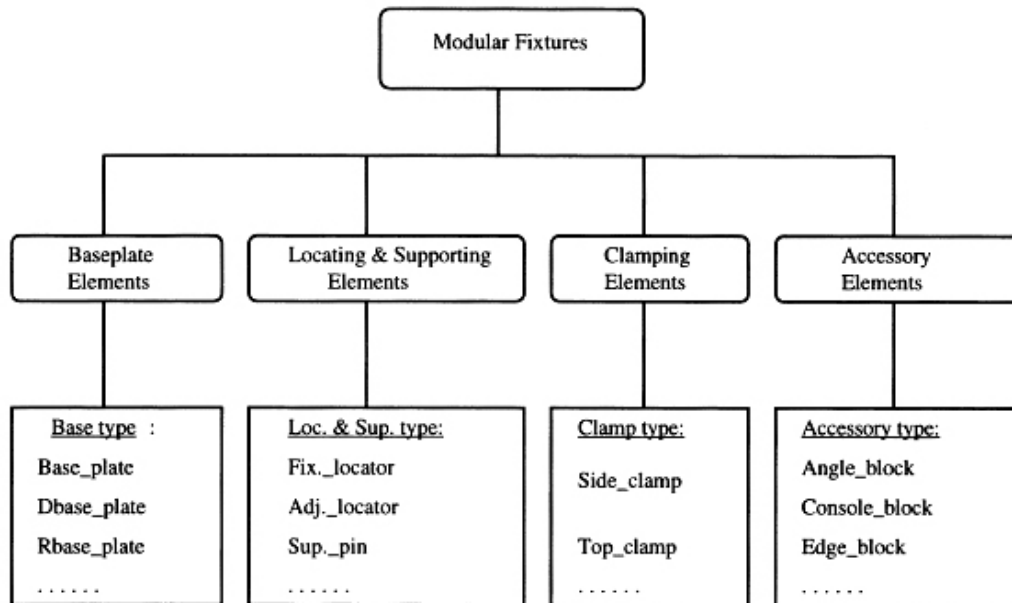 Modular Fixtures
Baseplate
Elements
Locating & Supporting
Elements
Clamping
Elements
Accessory
Elements
Base type :
Base_plate
Dbase_plate
Rbase_plate
. . . . . .
Loc. & Sup. type:
Fix._locator
Adj._locator
Sup._pin
. . . . . .
Clamp type:
Side_clamp
Top_clamp
. . . . . .
Accessory type:
Angle_block
Console_block
Edge_block
. . . . . .